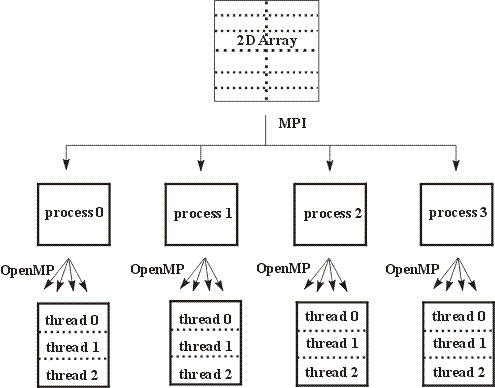 2D Array
MPI
process 0
process 1
process 2
process 3
OpenMP
OpenMP
OpenMP
OpenMP
thread 0
thread 1
thread 2
thread 0
thread 1
thread 2
thread 0
thread 1
thread 2
thread 0
thread 1
thread 2